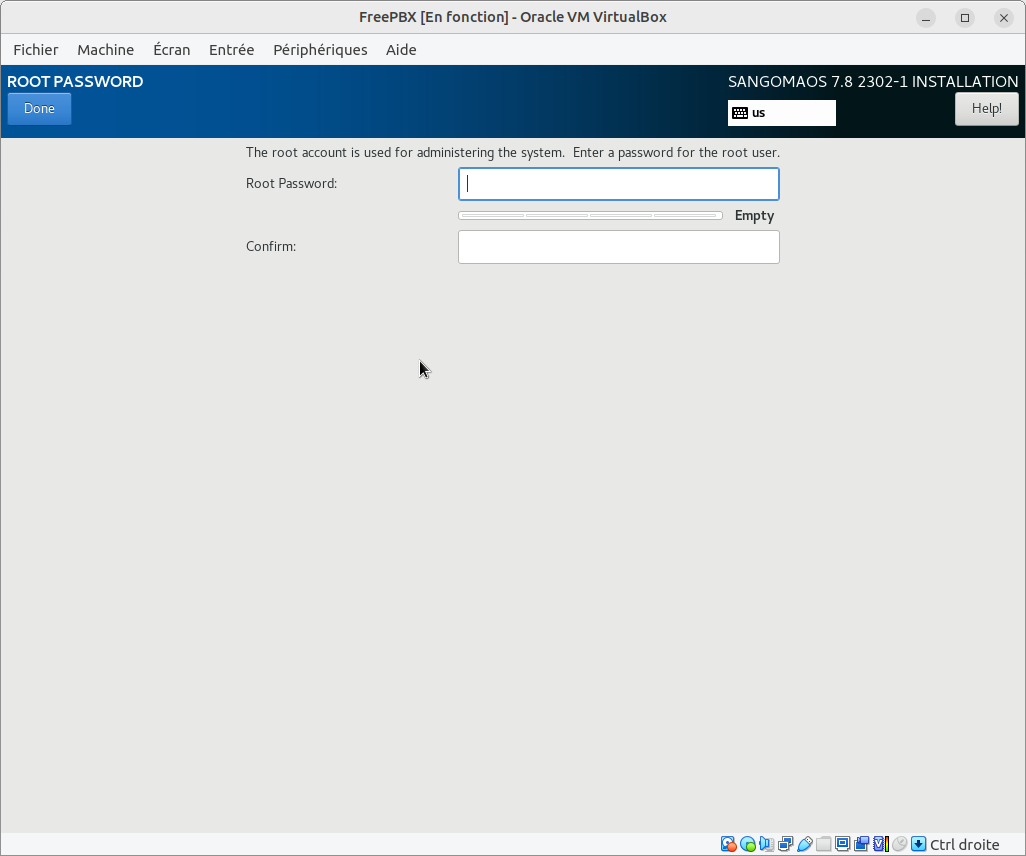 FreePBX [En fonction] - Oracle VM VirtualBox
Fichier Machine Écran Entrée Périphériques Aide
ROOT PASSWORD
SANGOMAOS 7.8 2302-1 INSTALLATION
Done
us
Help!
The root account is used for administering the system.  Enter a password for the root user.
Root Password:
Empty
Confirm:
Ctrl droite